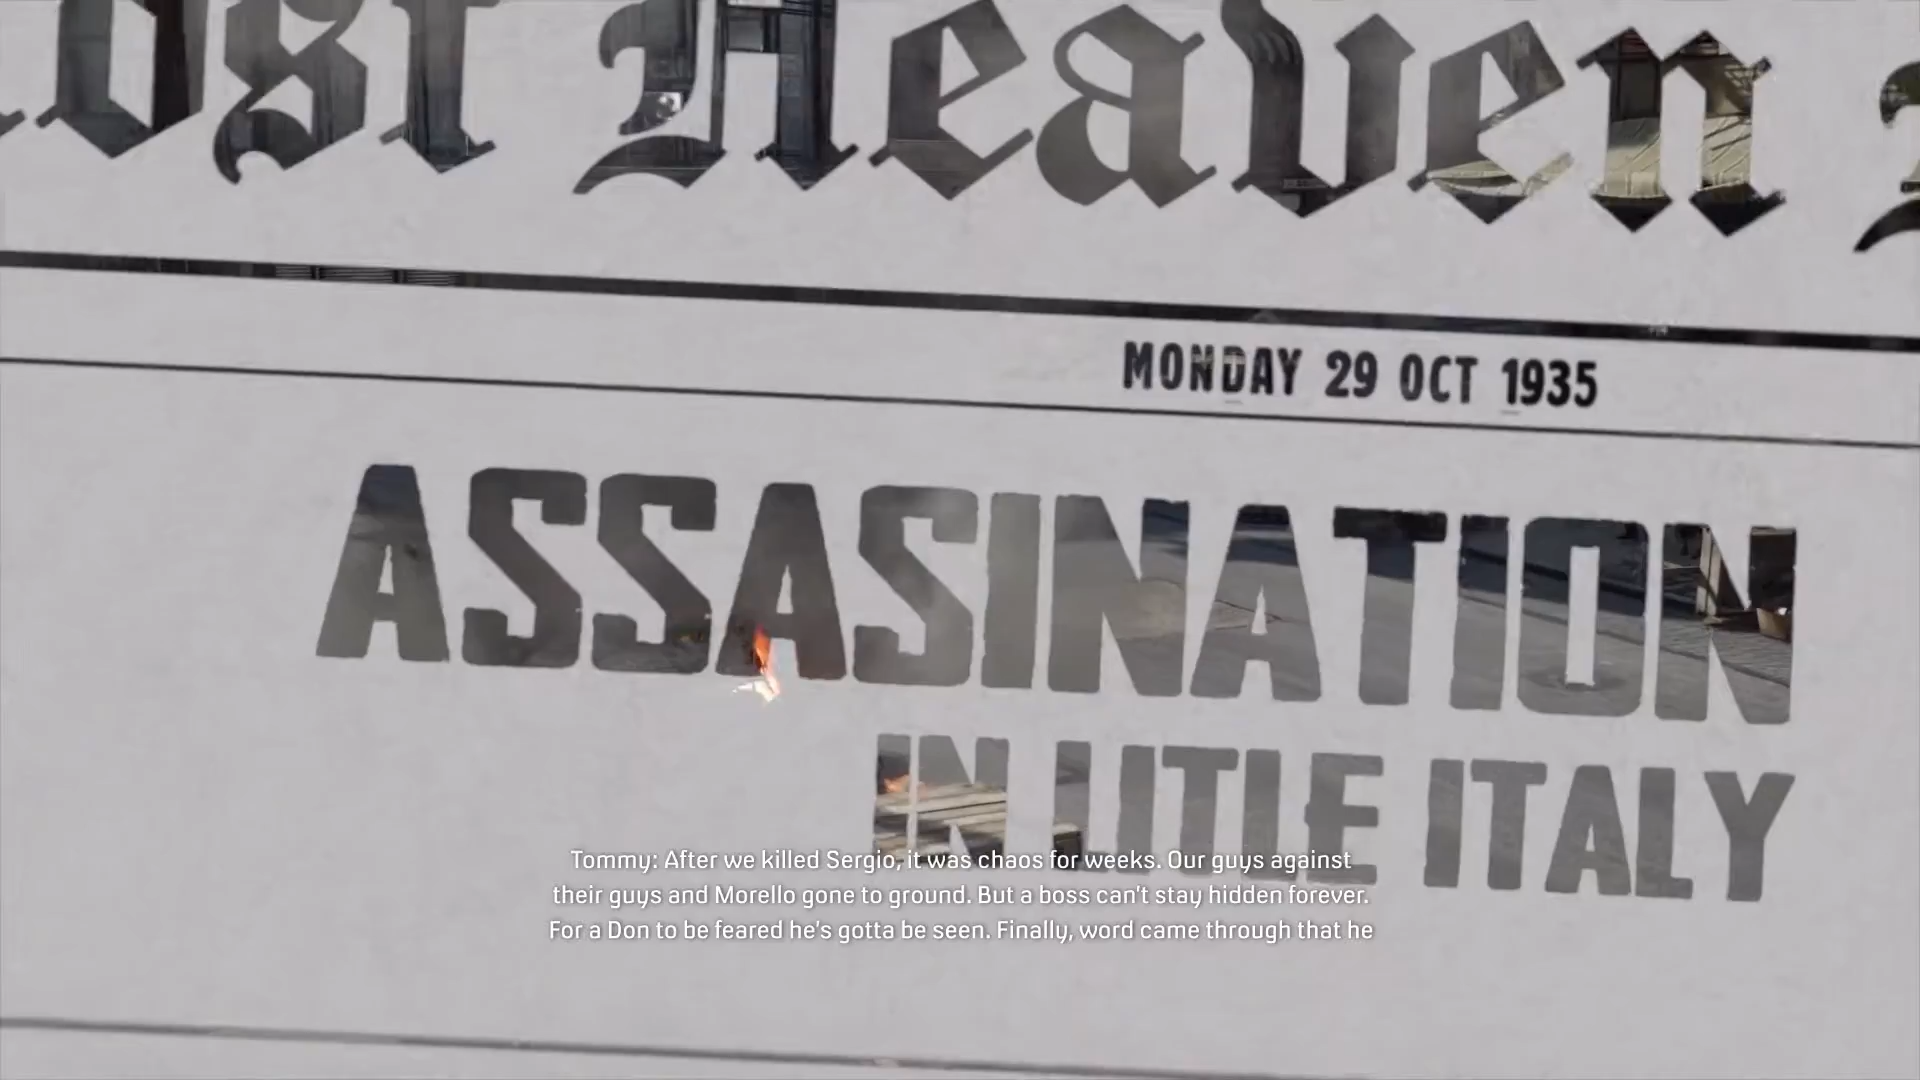 ost Heaven
MONDAY 29 OCT 1935
ASSASINATION
IN LITTLE ITALY
Tommy: After we killed Sergio, it was chaos for weeks. Our guys against
their guys and Morello gone to ground. But a boss can't stay hidden forever.
For a Don to be feared he's gotta be seen. Finally, word came through that he